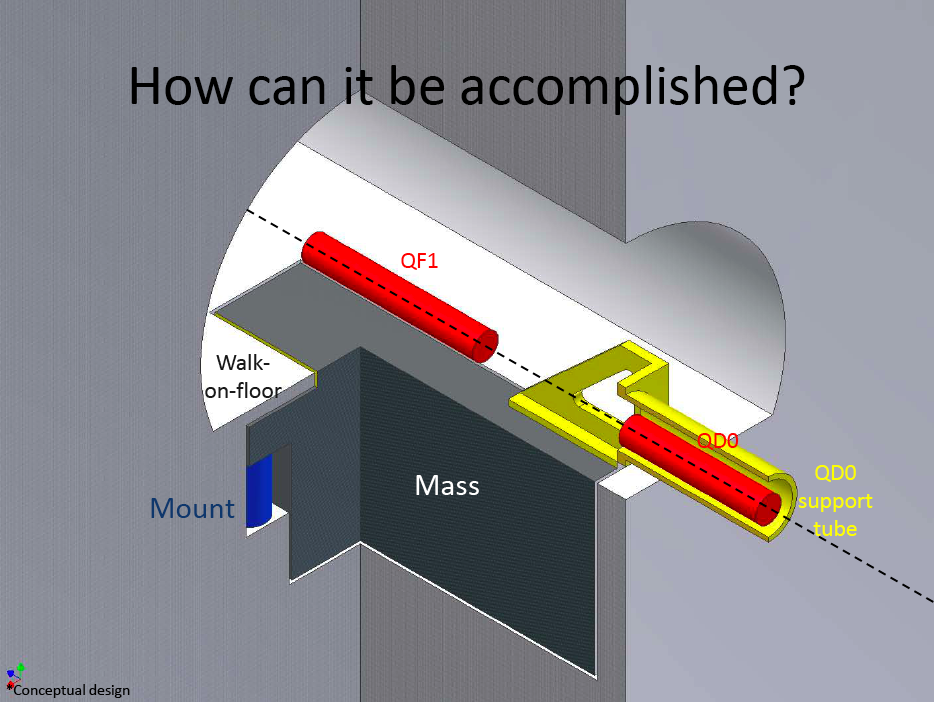 How can it be accomplished?
QF1
Walk-
on-floor
QD0
Mass
QD0
support
tube
Mount
*Conceptual design